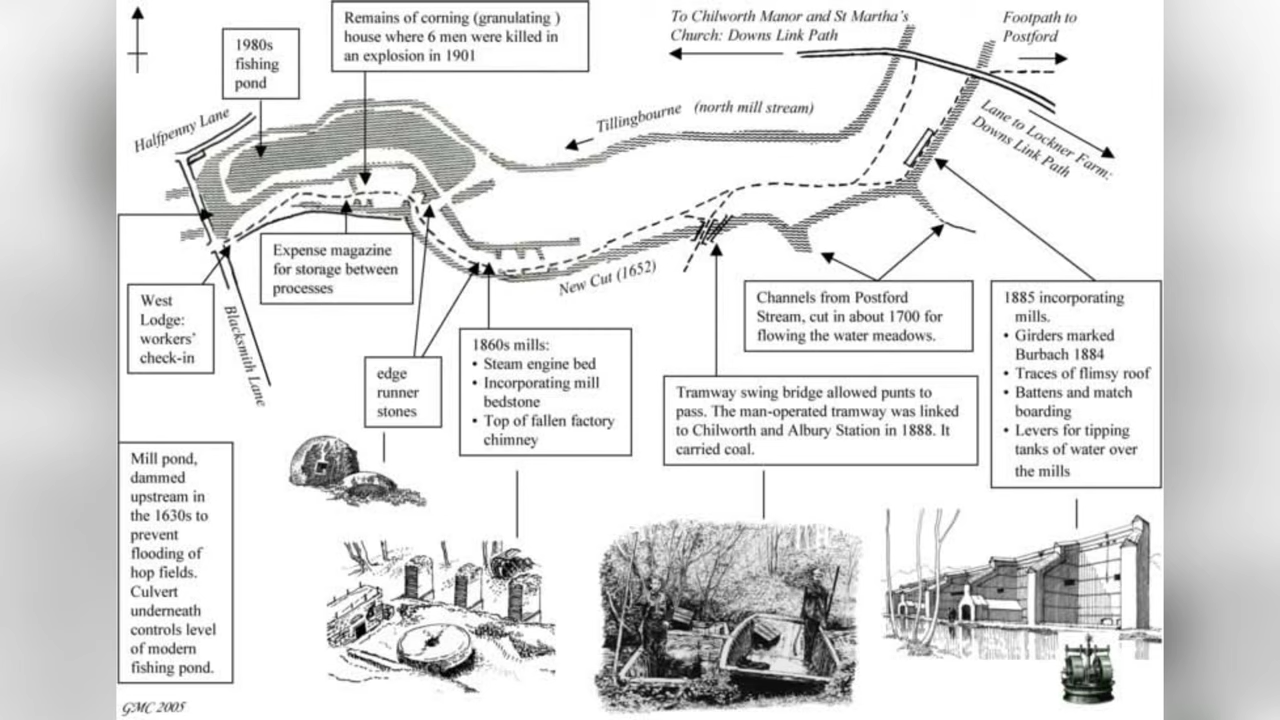 Remains of corning (granulating )
house where 6 men were killed in
an explosion in 1901
To Chilworth Manor and St Martha's
Church: Downs Link Path
Footpath to
Postford
1980s
fishing
pond
Halfpenny Lane
Tillingbourne (north mill stream)
Lane to Lockner Farm:
Downs Link Path
Expense magazine
for storage between
processes
New Cut (1652)
West
Lodge:
workers'
check-in
Blacksmith Lane
edge
runner
stones
1860s mills:
• Steam engine bed
• Incorporating mill
bedstone
• Top of fallen factory
chimney
Channels from Postford
Stream, cut in about 1700 for
flowing the water meadows.
Tramway swing bridge allowed punts to
pass. The man-operated tramway was linked
to Chilworth and Albury Station in 1888. It
carried coal.
1885 incorporating
mills.
• Girders marked
Burbach 1884
• Traces of flimsy roof
• Battens and match
boarding
• Levers for tipping
tanks of water over
the mills
Mill pond,
dammed
upstream in
the 1630s to
prevent
flooding of
hop fields.
Culvert
underneath
controls level
of modern
fishing pond.
GMC 2005